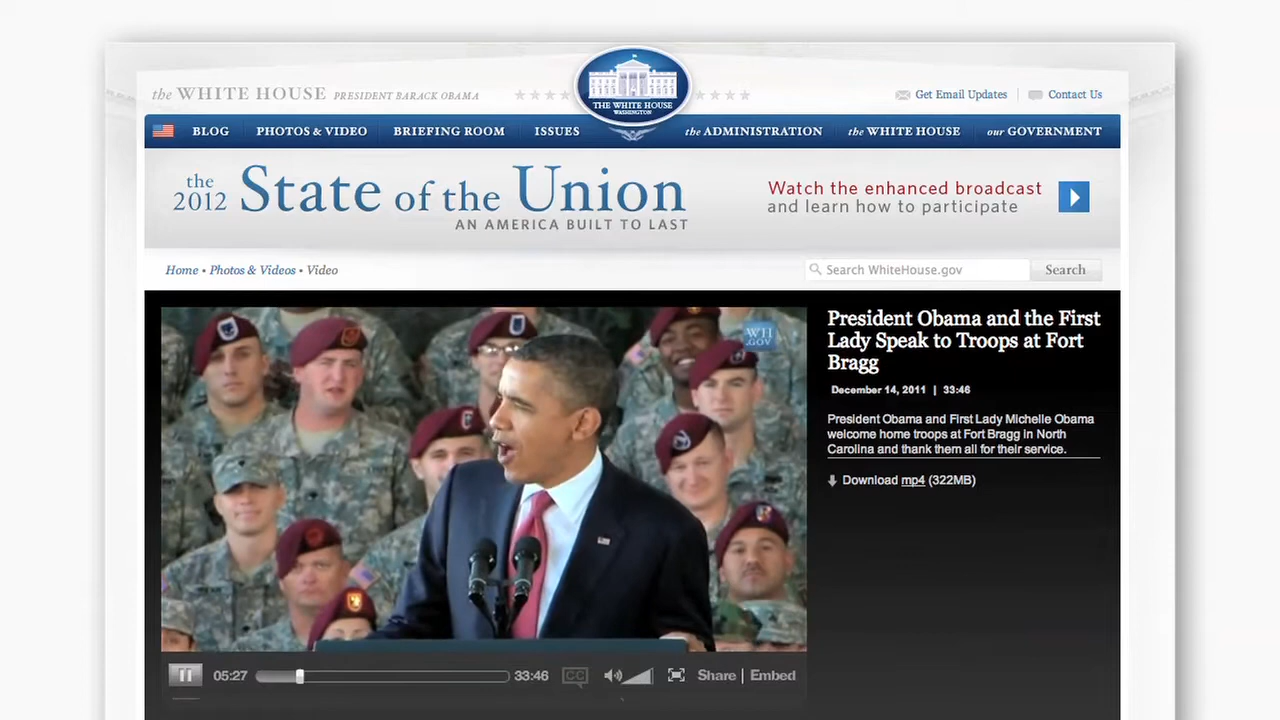 the WHITE HOUSE PRESIDENT BARACK OBAMA
THE WHITE HOUSE
WASHINGTON
Get Email Updates
Contact Us
BLOG PHOTOS & VIDEO BRIEFING ROOM ISSUES the ADMINISTRATION the WHITE HOUSE our GOVERNMENT
the 2012 State of the Union
AN AMERICA BUILT TO LAST
Watch the enhanced broadcast
and learn how to participate
Home • Photos & Videos • Video
Search WhiteHouse.gov
Search
WH
.GOV
President Obama and the First
Lady Speak to Troops at Fort
Bragg
December 14, 2011 | 33:46
President Obama and First Lady Michelle Obama
welcome home troops at Fort Bragg in North
Carolina and thank them all for their service.
Download mp4 (322MB)
05:27 33:46 CC Share | Embed